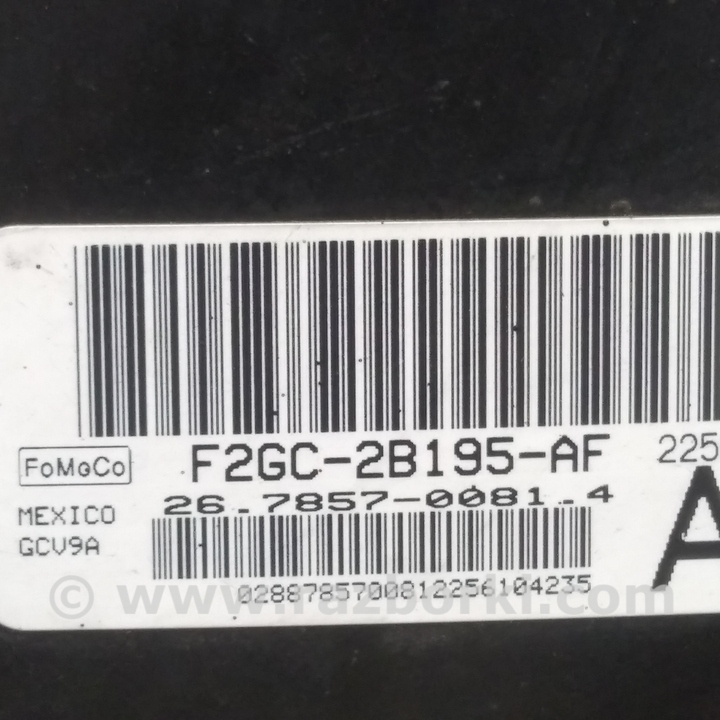 F2GC-2B195-AF 225
FoMoCo
26.7857-0081.4 A
MEXICO
GCV9A
0288785700812256104235
© www.razborki.com